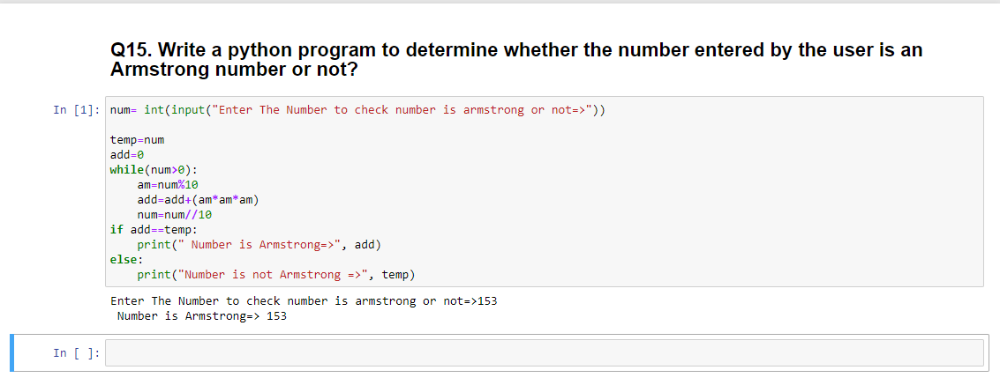 Q15. Write a python program to determine whether the number entered by the user is an
Armstrong number or not?
In [1]: num= int(input("Enter The Number to check number is armstrong or not=>"))
temp=num
add=0
while(num>0):
    am=num%10
    add=add+(am*am*am)
    num=num//10
if add==temp:
    print(" Number is Armstrong=>", add)
else:
    print("Number is not Armstrong =>", temp)
Enter The Number to check number is armstrong or not=>153
 Number is Armstrong=> 153
In [ ]: